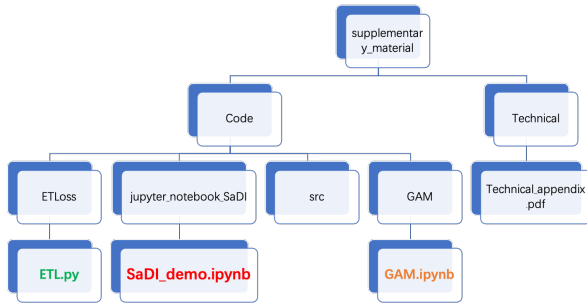 supplementar
y_material
Code
Technical
ETLoss
jupyter_notebook_SaDI
src
GAM
Technical_appendix
.pdf
ETL.py
SaDI_demo.ipynb
GAM.ipynb